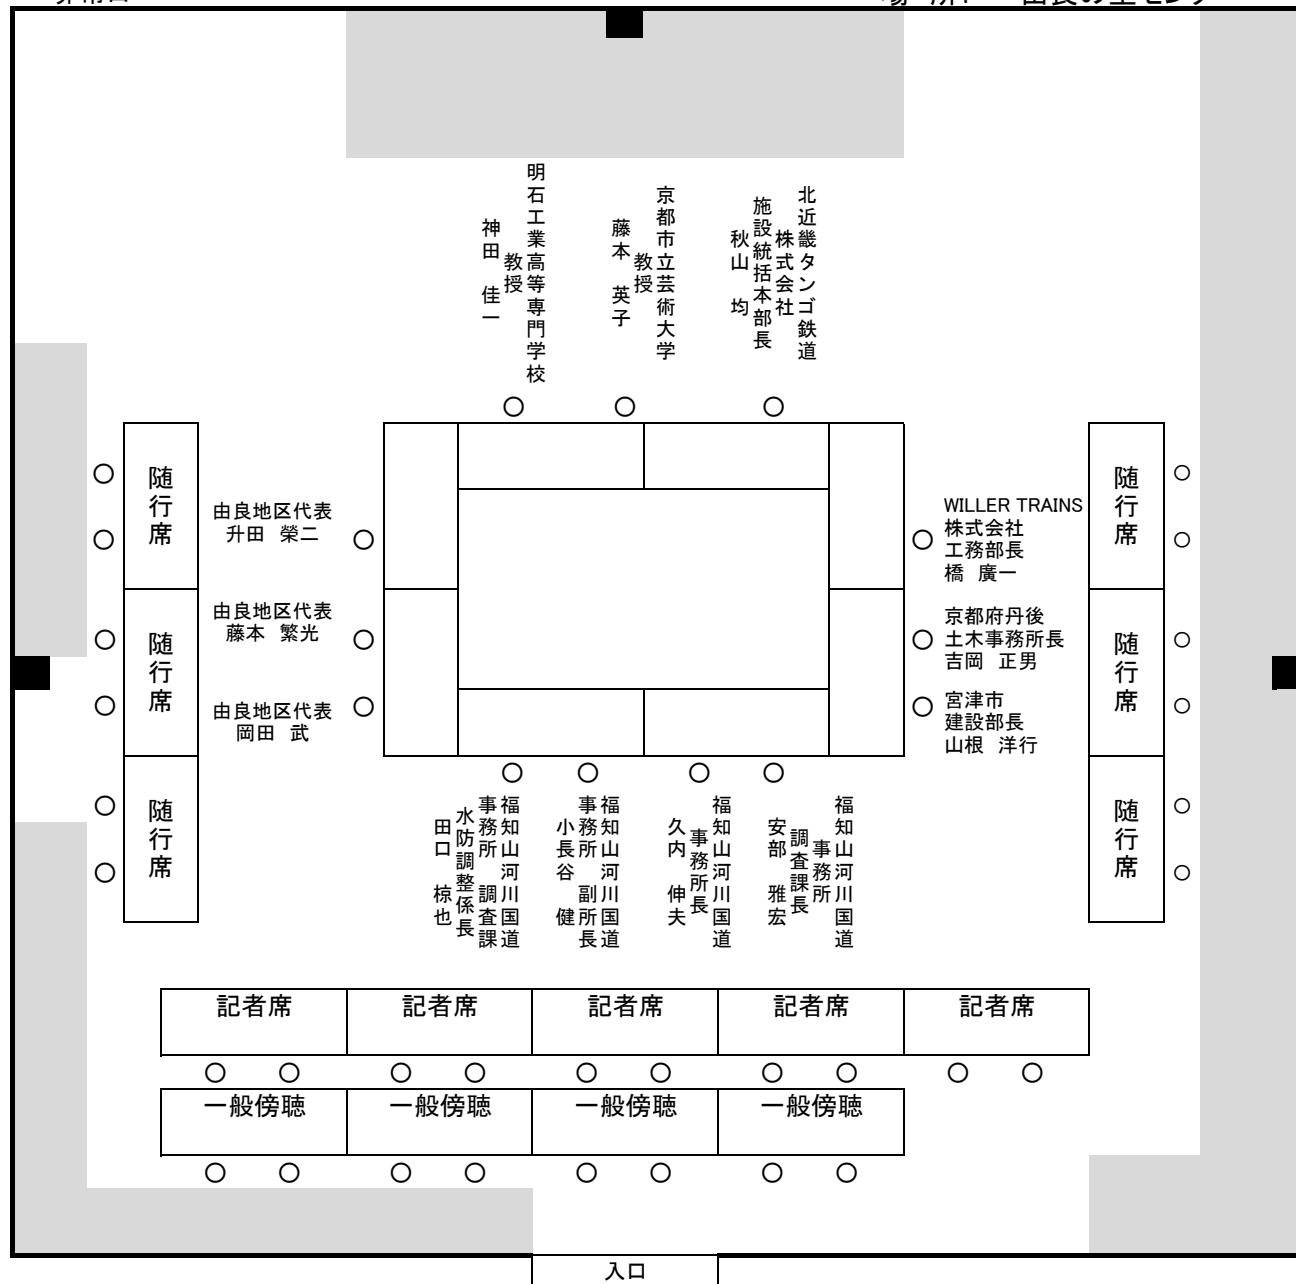 明石工業高等専門学校
教授
神田 佳一
京都市立芸術大学
教授
藤本 英子
北近畿タンゴ鉄道
株式会社
施設統括本部長
秋山 均
随行席
随行席
随行席
由良地区代表
升田 榮二
由良地区代表
藤本 繁光
由良地区代表
岡田 武
WILLER TRAINS
株式会社
工務部長
橋 廣一
京都府丹後
土木事務所長
吉岡 正男
宮津市
建設部長
山根 洋行
随行席
随行席
随行席
福知山河川国道
事務所 調査課
水防調整係長
田口 椋也
福知山河川国道
事務所 副所長
小長谷 健
福知山河川国道
事務所長
久内 伸夫
福知山河川国道
事務所
調査課長
安部 雅宏
記者席
記者席
記者席
記者席
記者席
一般傍聴
一般傍聴
一般傍聴
一般傍聴
入口